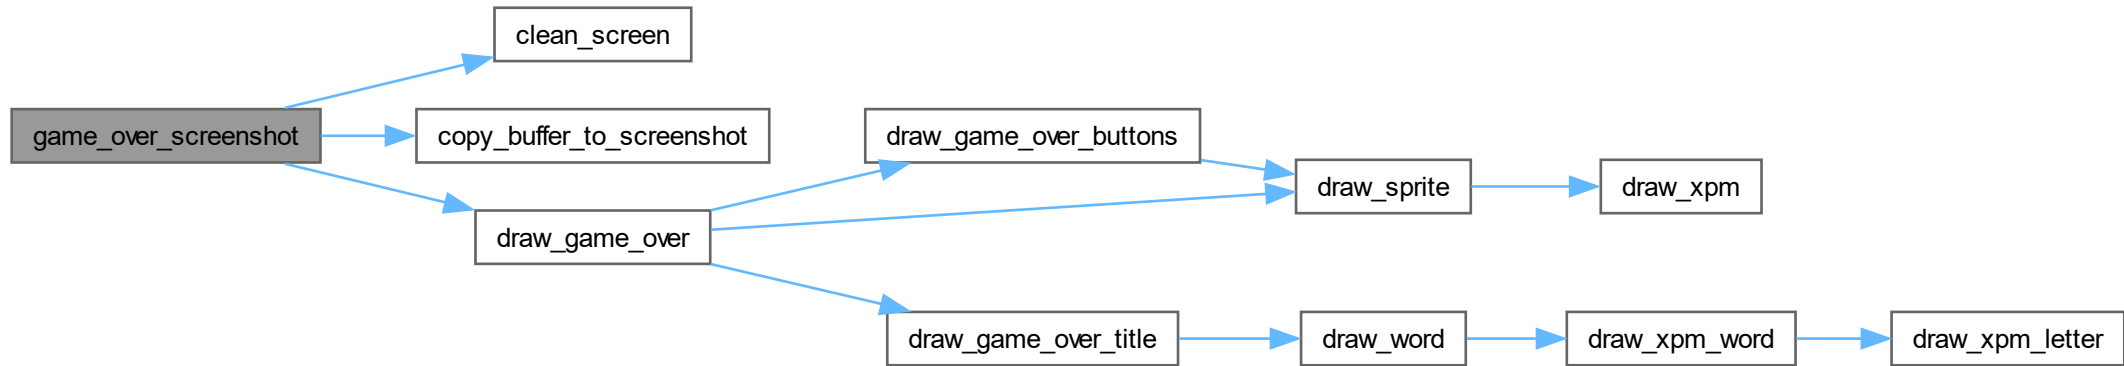 clean_screen
game_over_screenshot
copy_buffer_to_screenshot
draw_game_over_buttons
draw_sprite
draw_xpm
draw_game_over
draw_game_over_title
draw_word
draw_xpm_word
draw_xpm_letter